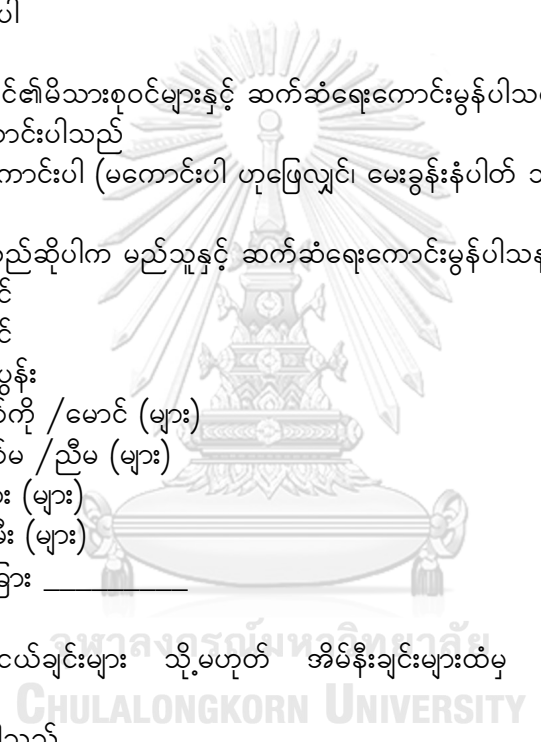 ပါ
င်၏မိသားစုဝင်များနှင့် ဆက်ဆံရေးကောင်းမွန်ပါသ
ောင်းပါသည်
ကောင်းပါ (မကောင်းပါ ဟုဖြေလျှင်၊ မေးခွန်းနံပါတ်
ည်ဆိုပါက မည်သူနှင့် ဆက်ဆံရေးကောင်းမွန်ပါသန
င်
င်
ပွန်း
ကို /မောင် (များ)
မ /ညီမ (များ)
း (များ)
မီး (များ)
ခြား __________
ငယ်ချင်းများ သို့မဟုတ် အိမ်နီးချင်းများထံမှ
จุฬาลงกรณ์มหาวิทยาลัย
CHULALONGKORN UNIVERSITY
ပါသည်